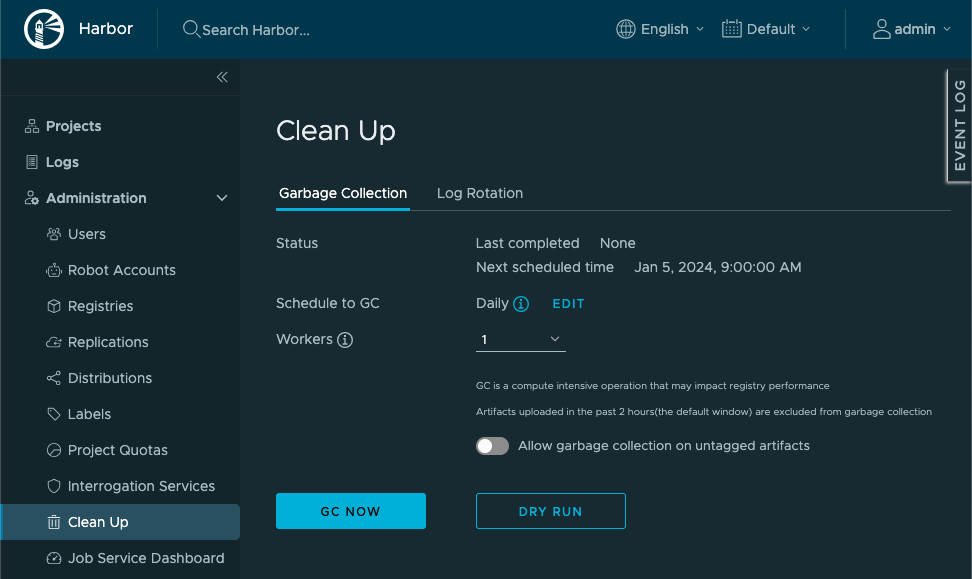 Harbor
Search Harbor...
English
Default
admin
EVENT LOG
Projects
Logs
Administration
Users
Robot Accounts
Registries
Replications
Distributions
Labels
Project Quotas
Interrogation Services
Clean Up
Job Service Dashboard
Clean Up
Garbage Collection Log Rotation
Status Last completed None
Next scheduled time Jan 5, 2024, 9:00:00 AM
Schedule to GC Daily EDIT
Workers 1
GC is a compute intensive operation that may impact registry performance
Artifacts uploaded in the past 2 hours(the default window) are excluded from garbage collection
Allow garbage collection on untagged artifacts
GC NOW DRY RUN